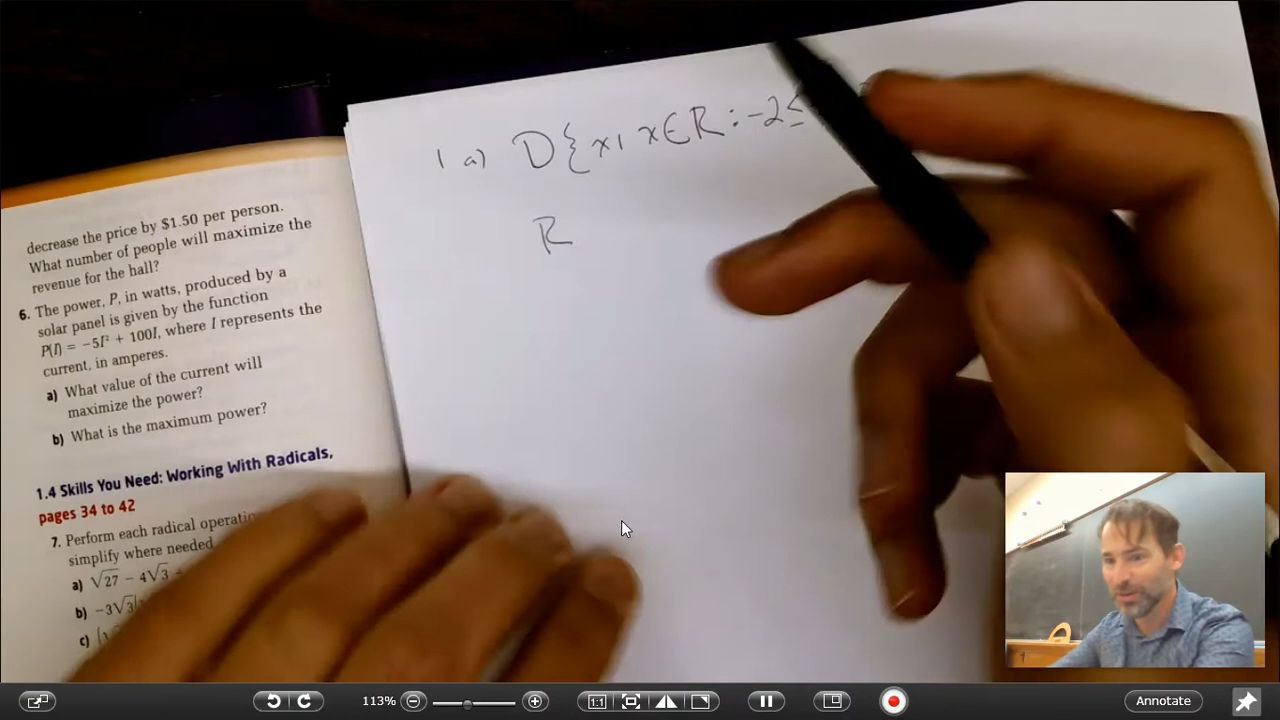 decrease the price by $1.50 per person.
What number of people will maximize the
revenue for the hall?
6. The power, P, in watts, produced by a
solar panel is given by the function
P(I) = −5I² + 100I, where I represents the
current, in amperes.
a) What value of the current will
maximize the power?
b) What is the maximum power?
1.4 Skills You Need: Working With Radicals,
pages 34 to 42
7. Perform each radical
simplify where needed
a) √27 − 4√3
b) −3√3
c)
1 a) D{x| x∈R : -2≤
R
113%
1:1
Annotate